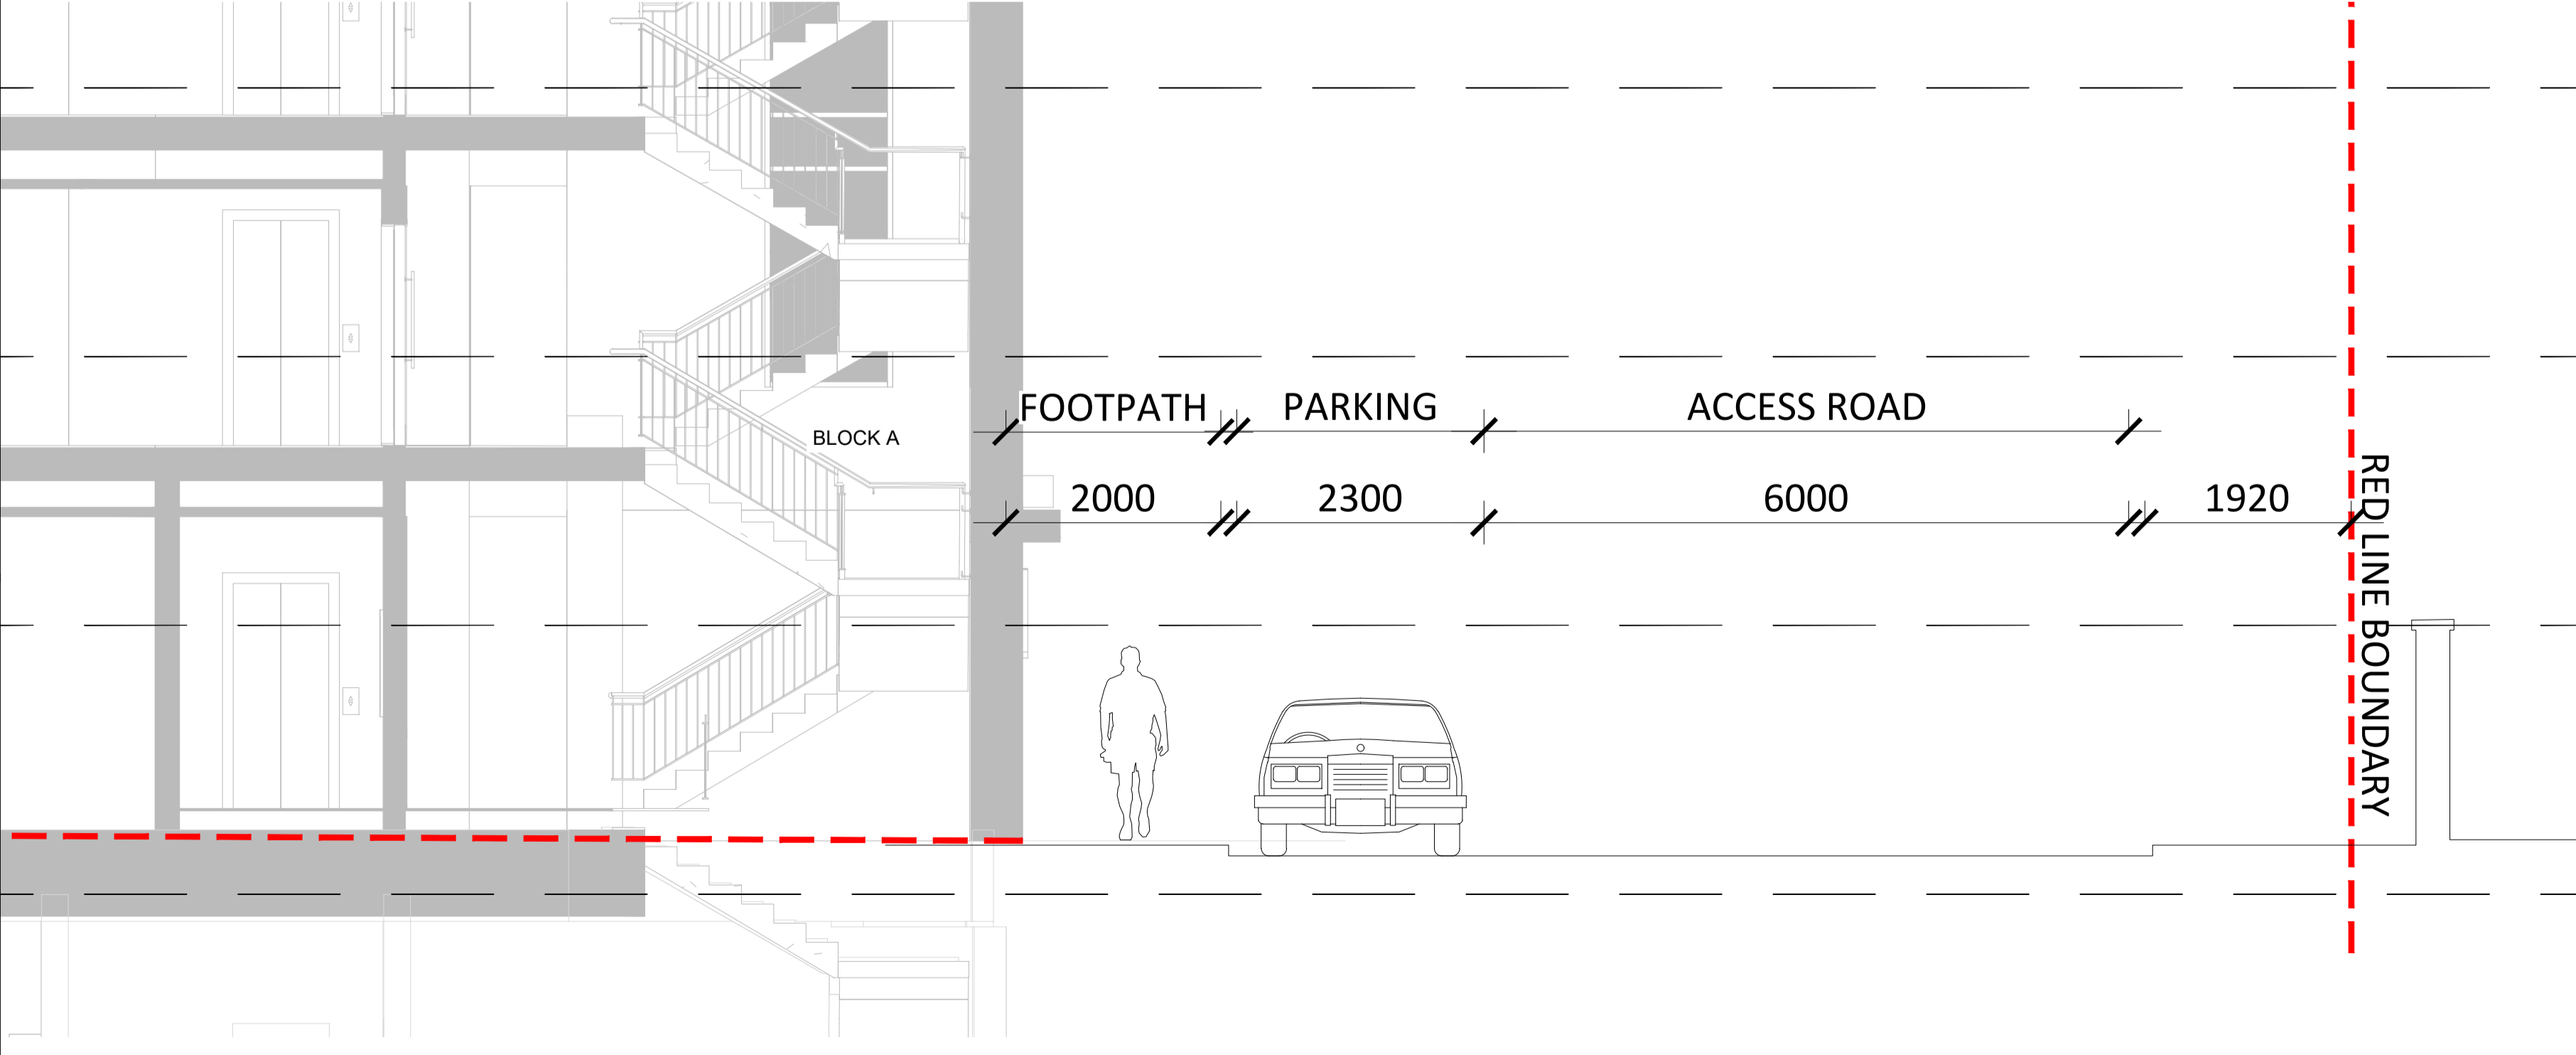 FOOTPATH
PARKING
ACCESS ROAD
BLOCK A
2000
2300
6000
1920
RED LINE BOUNDARY